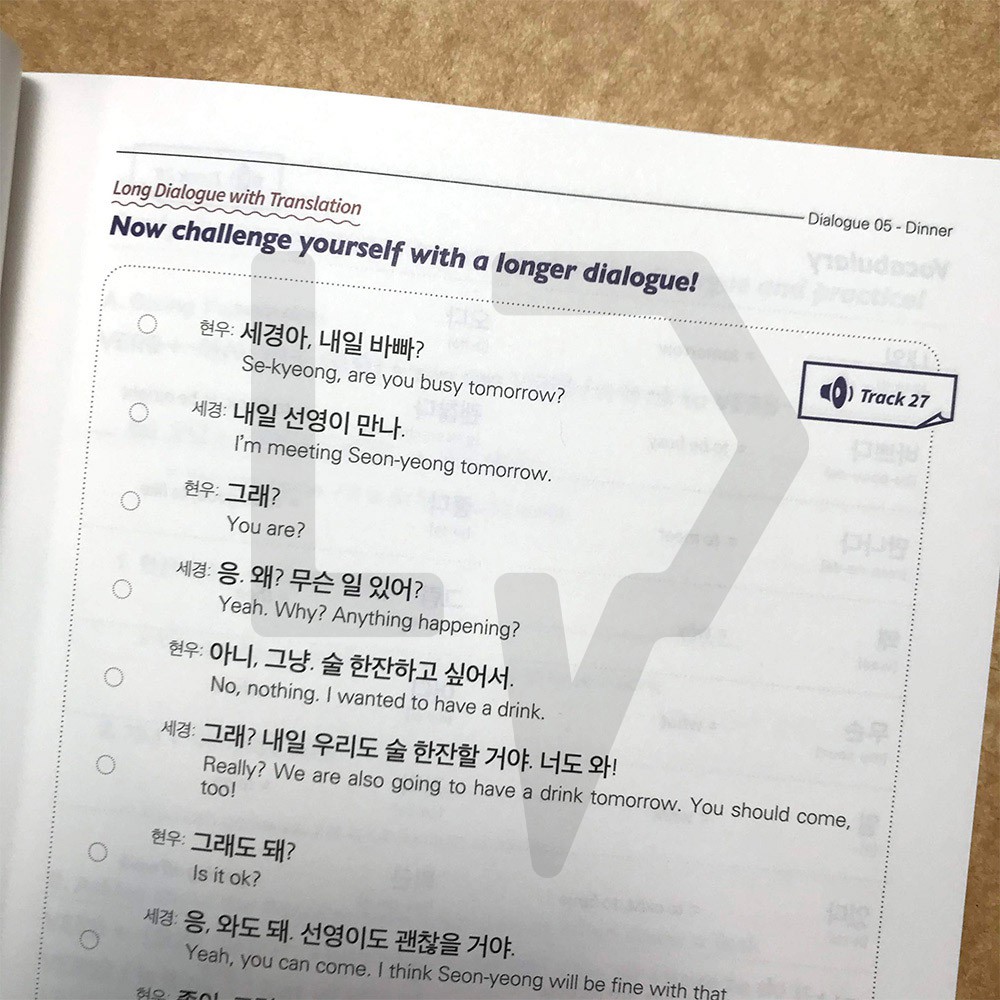 Dialogue 05 - Dinner
Long Dialogue with Translation
Now challenge yourself with a longer dialogue!
Track 27
현우: 세경아, 내일 바빠?
Se-kyeong, are you busy tomorrow?
세경: 내일 선영이 만나.
I'm meeting Seon-yeong tomorrow.
현우: 그래?
You are?
세경: 응. 왜? 무슨 일 있어?
Yeah. Why? Anything happening?
현우: 아니, 그냥. 술 한잔하고 싶어서.
No, nothing. I wanted to have a drink.
세경: 그래? 내일 우리도 술 한잔할 거야. 너도 와!
Really? We are also going to have a drink tomorrow. You should come,
too!
현우: 그래도 돼?
Is it ok?
세경: 응, 와도 돼. 선영이도 괜찮을 거야.
Yeah, you can come. I think Seon-yeong will be fine with that
현우: